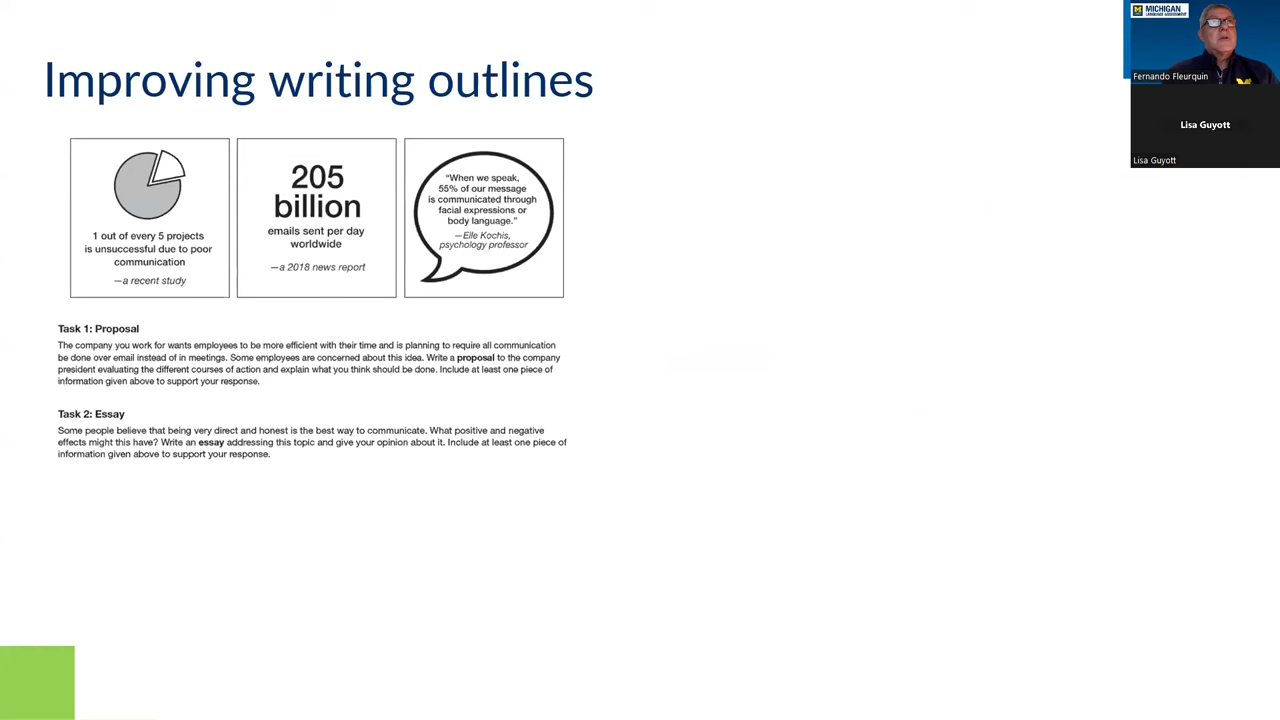 Improving writing outlines
1 out of every 5 projects
is unsuccessful due to poor
communication
—a recent study
205
billion
emails sent per day
worldwide
—a 2018 news report
“When we speak,
55% of our message
is communicated through
facial expressions or
body language.”
—Elle Kochis,
psychology professor
Task 1: Proposal
The company you work for wants employees to be more efficient with their time and is planning to require all communication
be done over email instead of in meetings. Some employees are concerned about this idea. Write a proposal to the company
president evaluating the different courses of action and explain what you think should be done. Include at least one piece of
information given above to support your response.
Task 2: Essay
Some people believe that being very direct and honest is the best way to communicate. What positive and negative
effects might this have? Write an essay addressing this topic and give your opinion about it. Include at least one piece of
information given above to support your response.
M MICHIGAN
LANGUAGE ASSESSMENT
Fernando Fleurquin
Lisa Guyott
Lisa Guyott